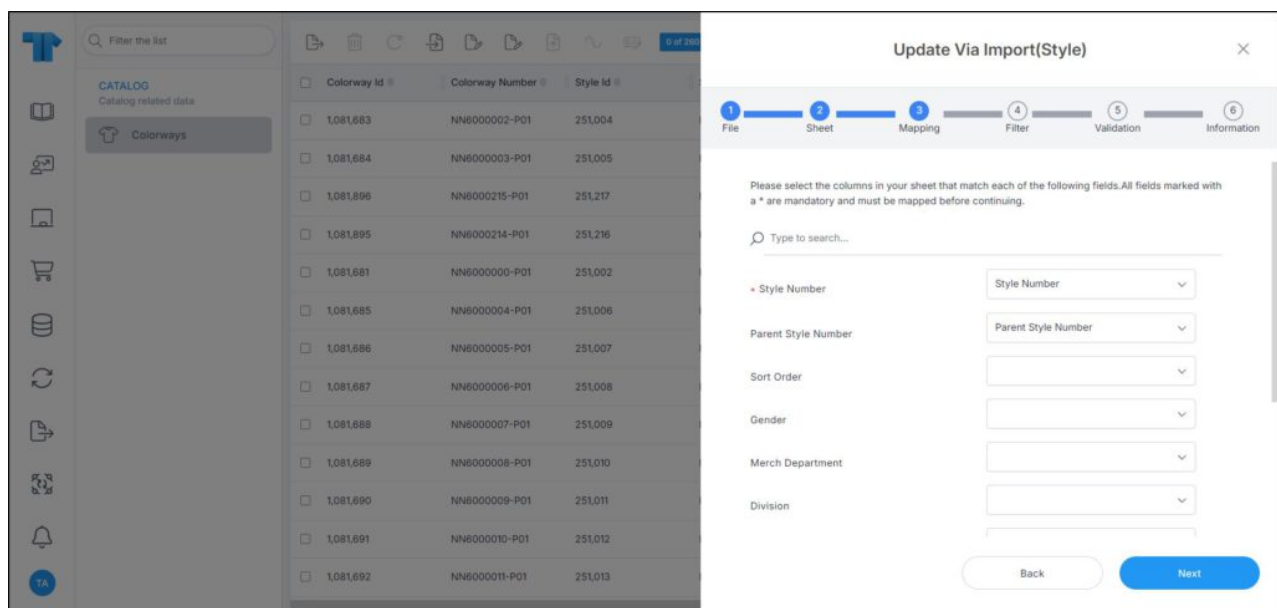 Filter the list
CATALOG
Catalog related data
Colorways
TA
0 of 260
Colorway Id Colorway Number Style Id
1,081,683 NN6000002-P01 251,004
1,081,684 NN6000003-P01 251,005
1,081,896 NN6000215-P01 251,217
1,081,895 NN6000214-P01 251,216
1,081,681 NN6000000-P01 251,002
1,081,685 NN6000004-P01 251,006
1,081,686 NN6000005-P01 251,007
1,081,687 NN6000006-P01 251,008
1,081,688 NN6000007-P01 251,009
1,081,689 NN6000008-P01 251,010
1,081,690 NN6000009-P01 251,011
1,081,691 NN6000010-P01 251,012
1,081,692 NN6000011-P01 251,013
Update Via Import(Style)
1 2 3 4 5 6
File Sheet Mapping Filter Validation Information
Please select the columns in your sheet that match each of the following fields.All fields marked with
a * are mandatory and must be mapped before continuing.
Type to search...
* Style Number Style Number
Parent Style Number Parent Style Number
Sort Order
Gender
Merch Department
Division
Back Next